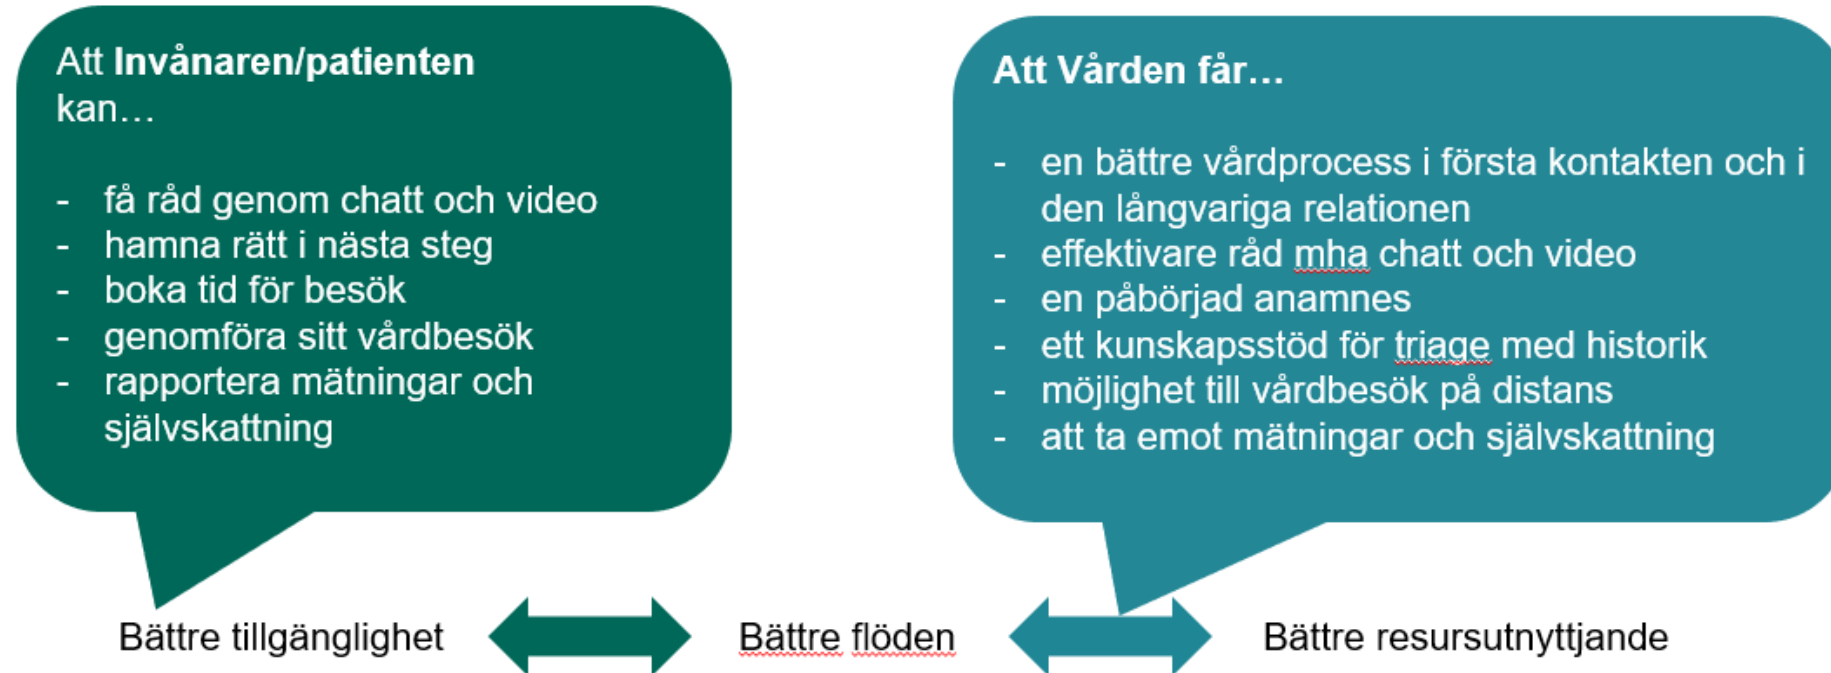 Att Invånaren/patienten
kan…
- få råd genom chatt och video
- hamna rätt i nästa steg
- boka tid för besök
- genomföra sitt vårdbesök
- rapportera mätningar och
självskattning
Att Vården får…
- en bättre vårdprocess i första kontakten och i
den långvariga relationen
- effektivare råd mha chatt och video
- en påbörjad anamnes
- ett kunskapsstöd för triage med historik
- möjlighet till vårdbesök på distans
- att ta emot mätningar och självskattning
Bättre tillgänglighet
Bättre flöden
Bättre resursutnyttjande